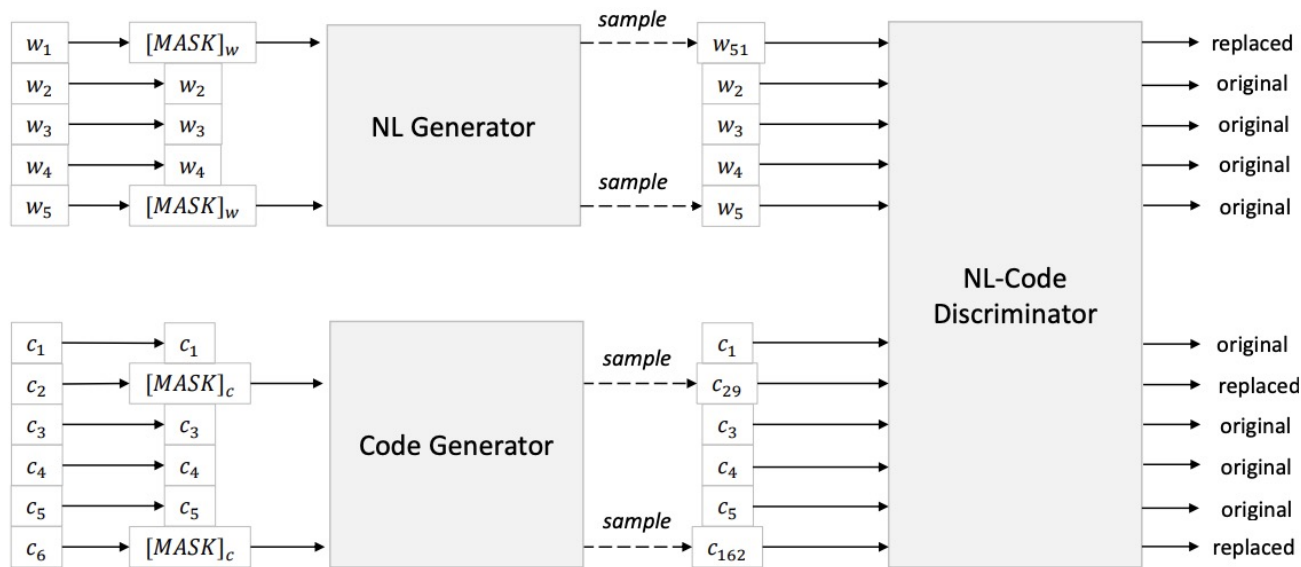 sample
w₁ [MASK]w w₅₁ replaced
w₂ w₂ w₂ original
w₃ w₃ NL Generator w₃ original
w₄ w₄ w₄ original
sample
w₅ [MASK]w w₅ original
NL-Code
Discriminator
c₁ c₁ c₁ original
sample
c₂ [MASK]c c₂₉ replaced
c₃ c₃ c₃ original
Code Generator
c₄ c₄ c₄ original
c₅ c₅ c₅ original
sample
c₆ [MASK]c c₁₆₂ replaced